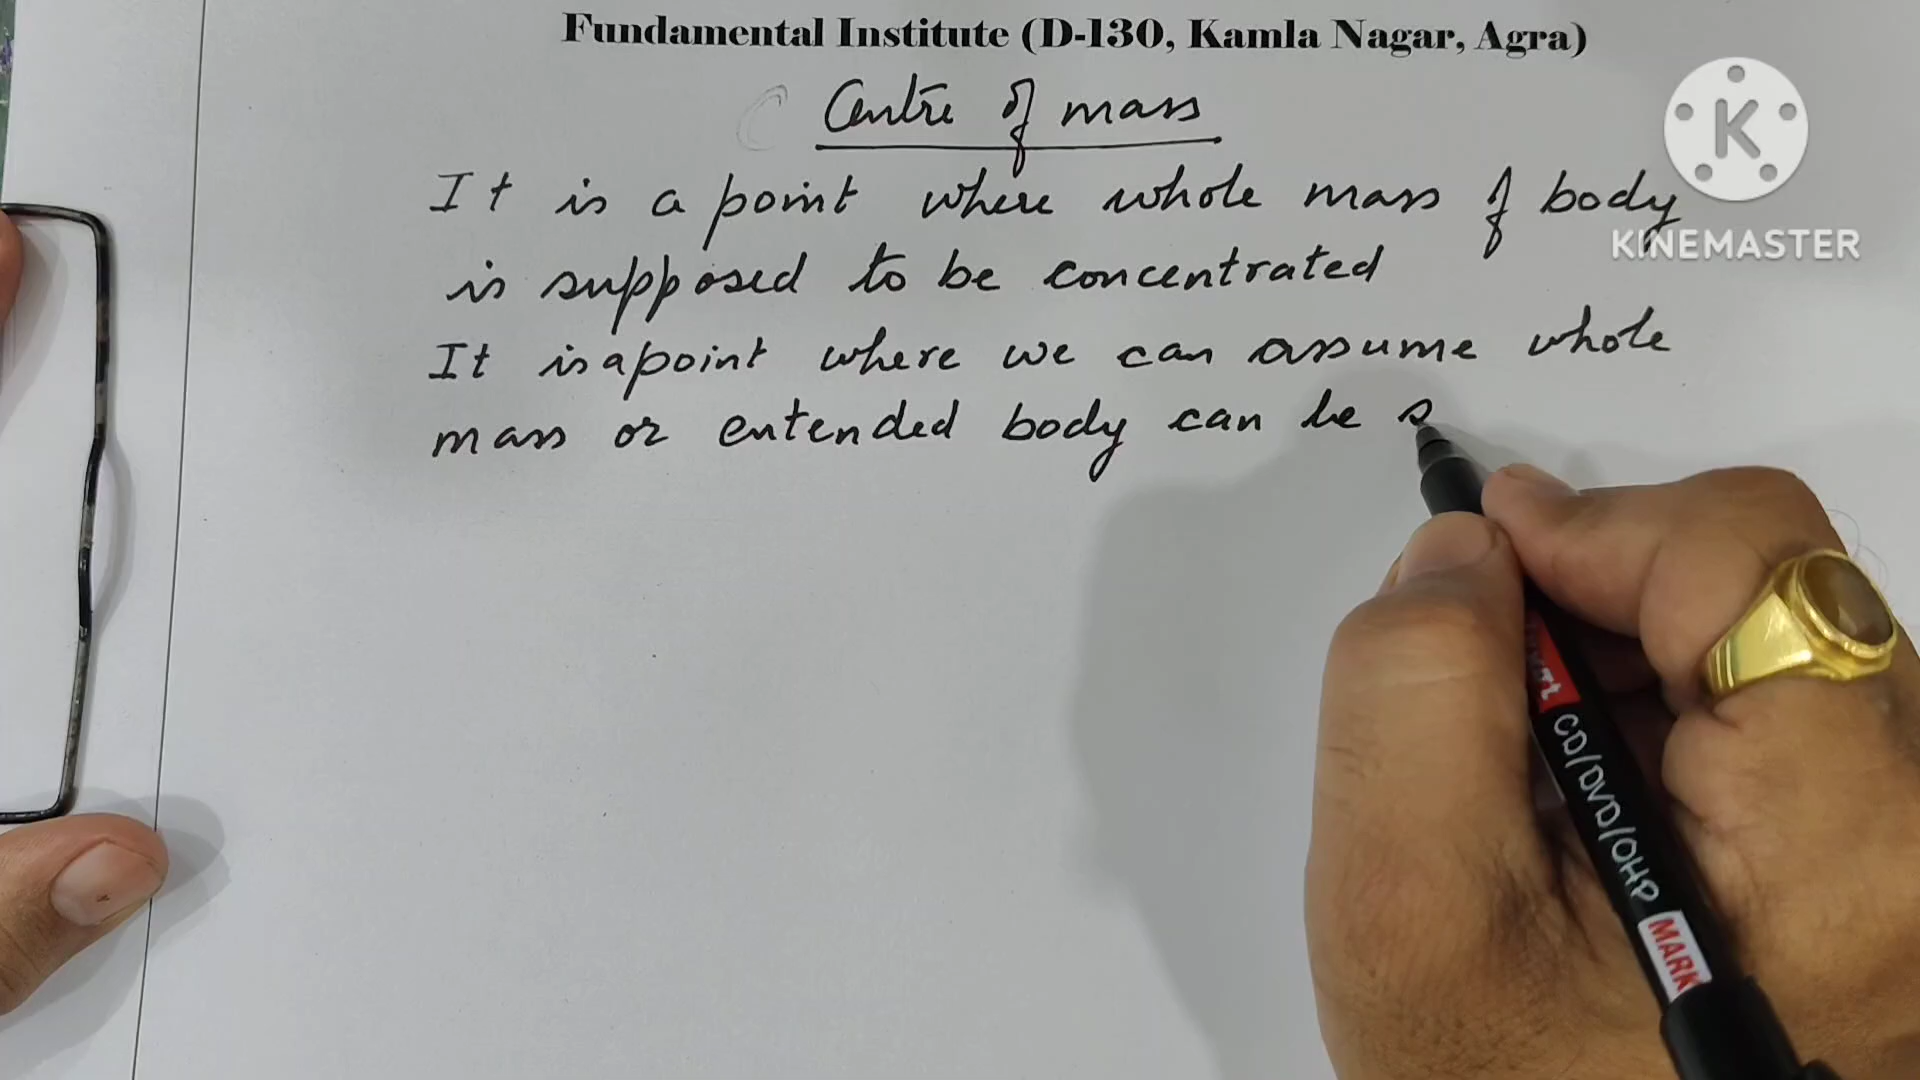 Fundamental Institute (D-130, Kamla Nagar, Agra)
Centre of mass
K
KINEMASTER
It is a point where whole mass of body
is supposed to be concentrated
It is a point where we can assume whole
mass or extended body can be s
CD/DVD/OHP MARK